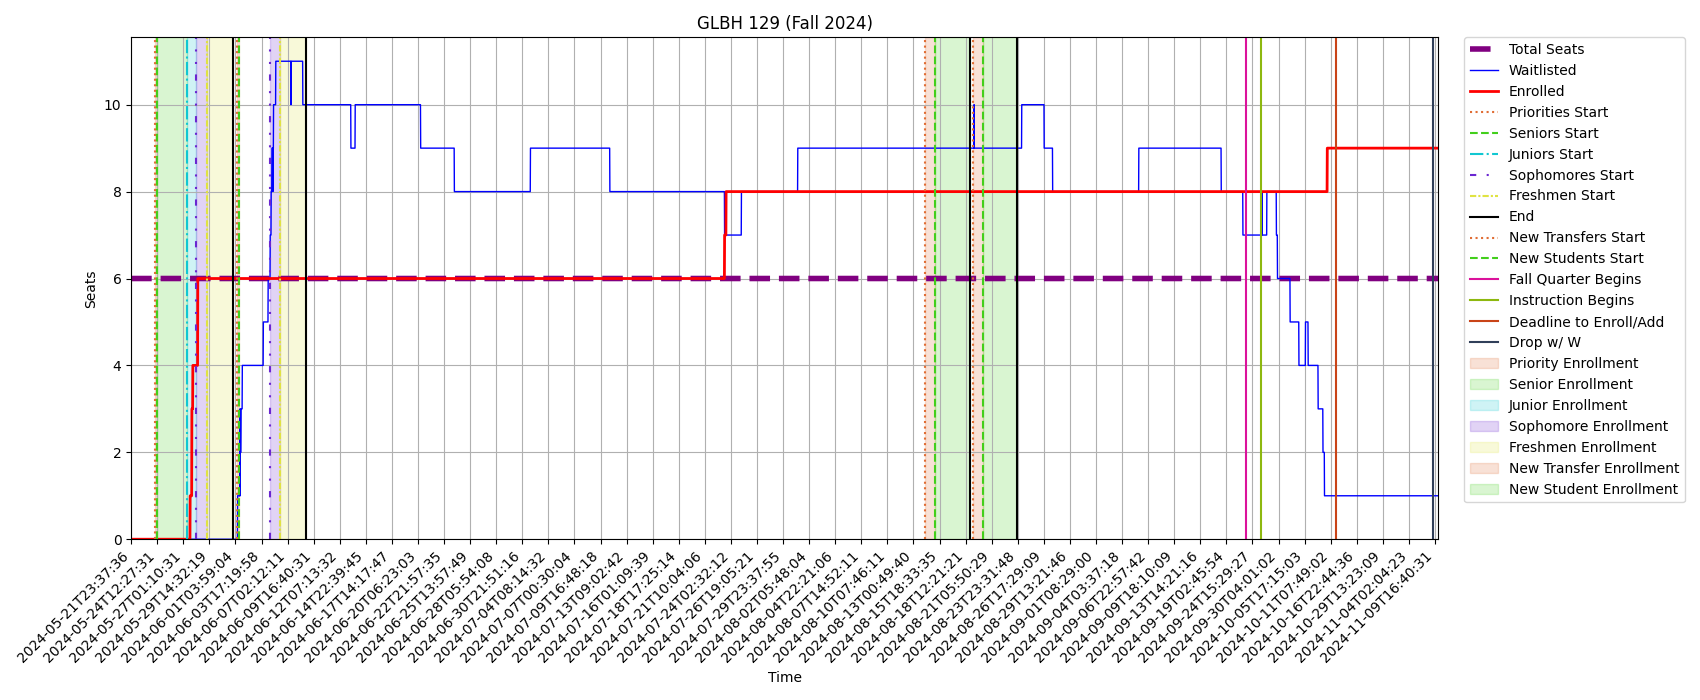 GLBH 129 (Fall 2024)
Seats
10
8
6
4
2
0
2024-05-21T23:37:36
2024-05-24T12:27:31
2024-05-27T01:10:31
2024-05-29T14:32:19
2024-06-01T03:59:04
2024-06-03T17:19:58
2024-06-07T02:12:11
2024-06-09T16:40:31
2024-06-12T07:13:32
2024-06-14T22:39:45
2024-06-17T14:17:47
2024-06-20T06:23:03
2024-06-22T21:57:35
2024-06-25T13:57:49
2024-06-28T05:54:08
2024-06-30T21:51:16
2024-07-04T08:14:32
2024-07-07T00:30:04
2024-07-09T16:48:18
2024-07-13T09:02:42
2024-07-16T01:09:39
2024-07-18T17:25:14
2024-07-21T10:04:06
2024-07-24T02:32:12
2024-07-26T19:05:21
2024-07-29T23:37:55
2024-08-02T05:48:04
2024-08-04T22:21:06
2024-08-07T14:52:11
2024-08-10T07:46:11
2024-08-13T00:49:40
2024-08-15T18:33:35
2024-08-18T12:21:21
2024-08-21T05:50:29
2024-08-23T23:31:48
2024-08-26T17:29:09
2024-08-29T13:21:46
2024-09-01T08:29:00
2024-09-04T03:37:18
2024-09-06T22:57:42
2024-09-09T18:10:09
2024-09-13T14:21:16
2024-09-19T02:45:54
2024-09-24T15:29:27
2024-09-30T04:01:02
2024-10-05T17:15:03
2024-10-11T07:49:02
2024-10-16T22:44:36
2024-10-29T13:23:09
2024-11-04T02:04:23
2024-11-09T16:40:31
Time
Total Seats
Waitlisted
Enrolled
Priorities Start
Seniors Start
Juniors Start
Sophomores Start
Freshmen Start
End
New Transfers Start
New Students Start
Fall Quarter Begins
Instruction Begins
Deadline to Enroll/Add
Drop w/ W
Priority Enrollment
Senior Enrollment
Junior Enrollment
Sophomore Enrollment
Freshmen Enrollment
New Transfer Enrollment
New Student Enrollment